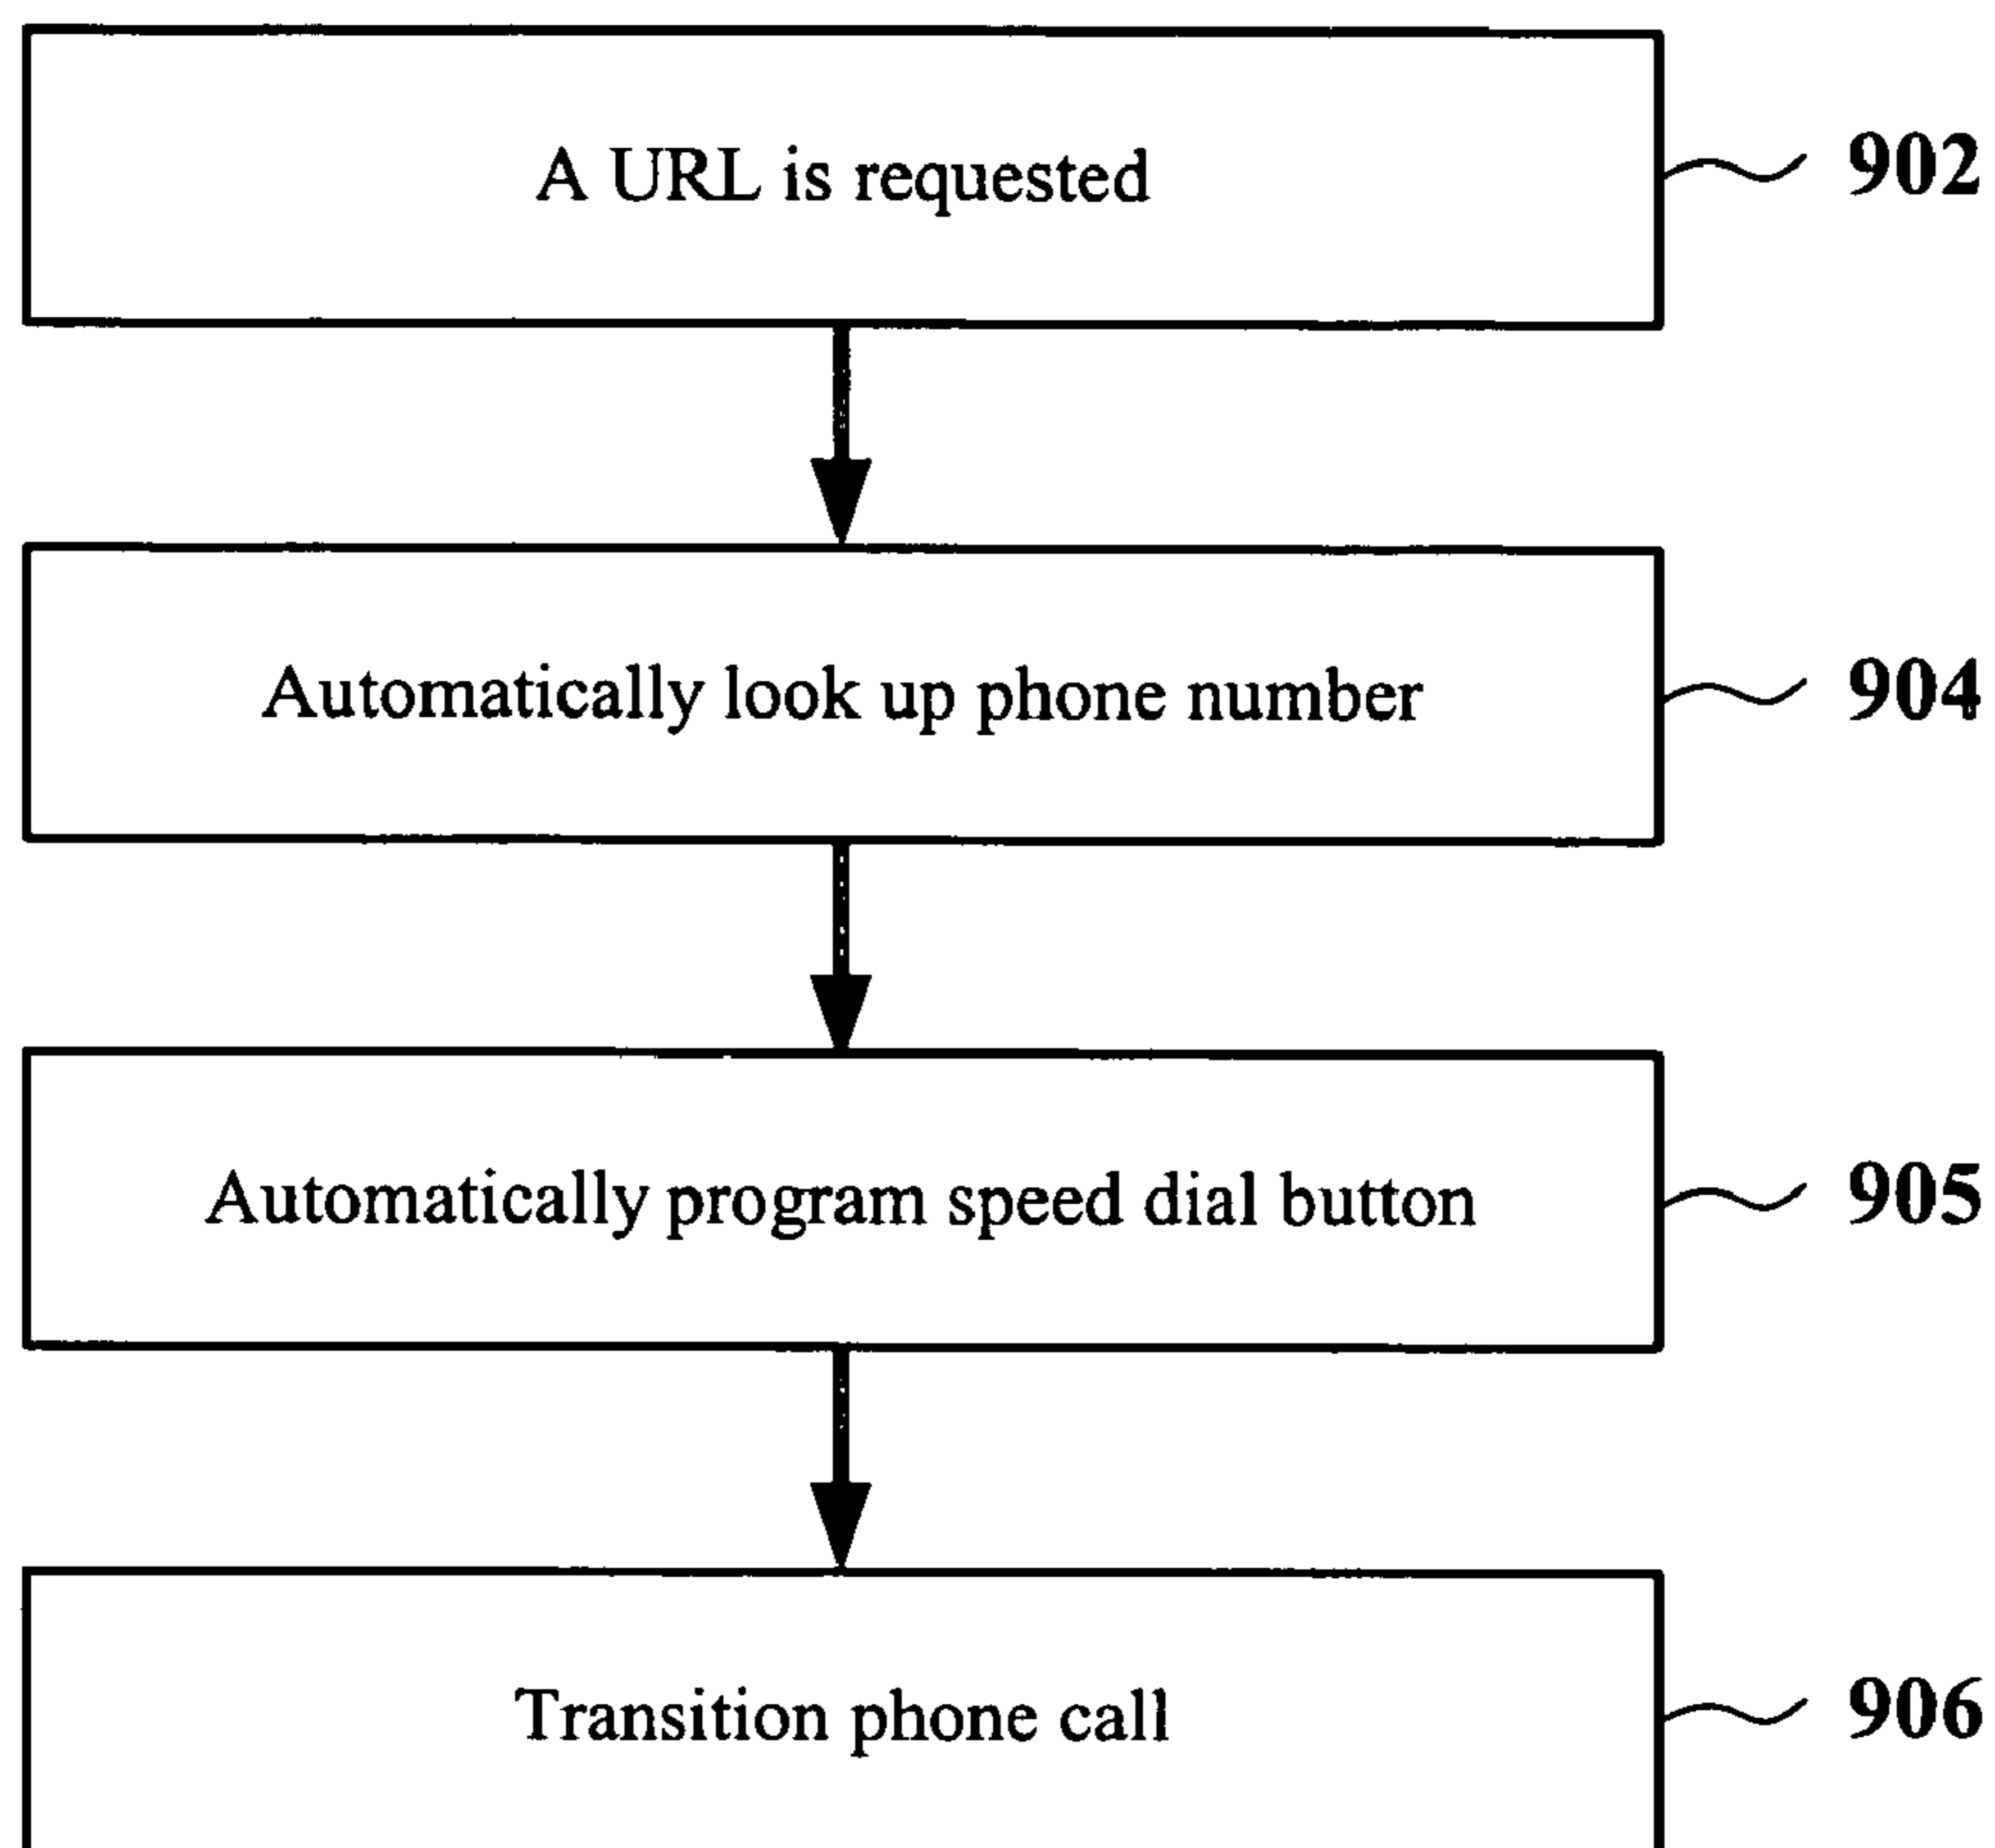 A URL is requested
902
Automatically look up phone number
904
Automatically program speed dial button
905
Transition phone call
906